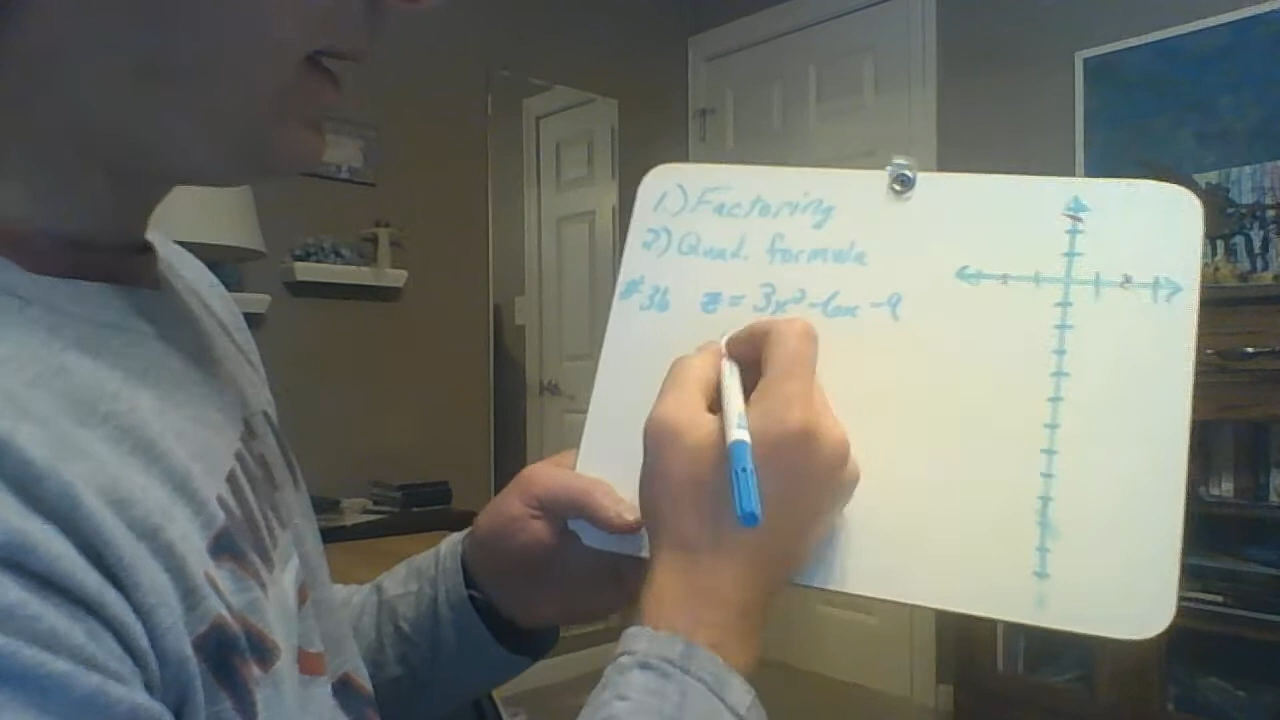 1.) Factoring
2) Quad. formula
#36 z = 3x² -6x -9